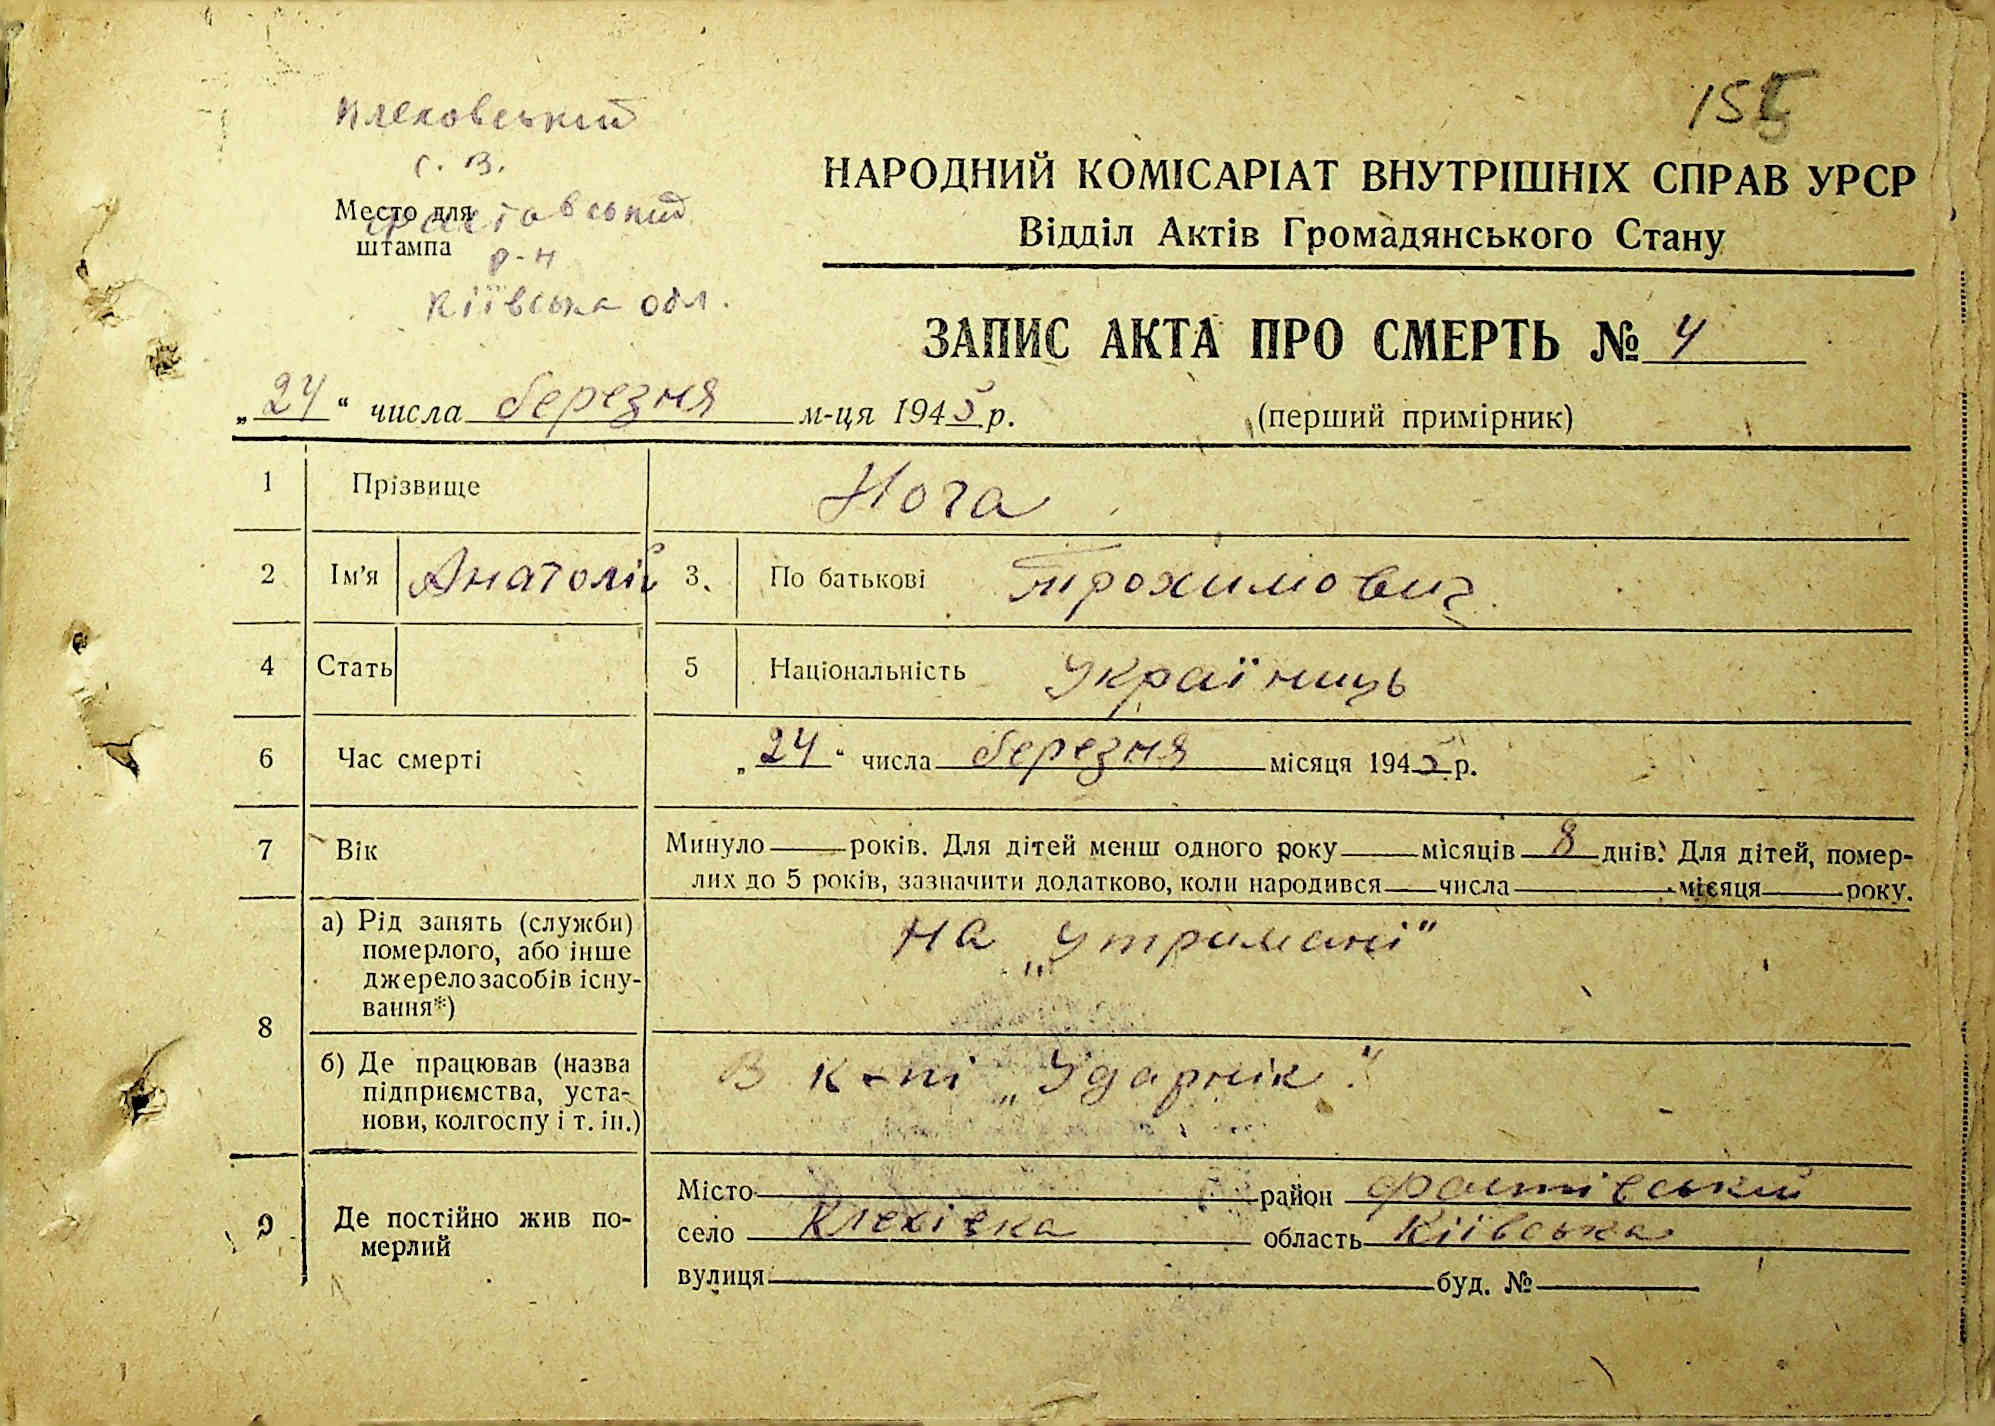 155
Клеховський
с. в.
Место для
штампа
Фастовський
р-н
Кіївська обл.
НАРОДНИЙ КОМІСАРІАТ ВНУТРІШНІХ СПРАВ УРСР
Відділ Актів Громадянського Стану
ЗАПИС АКТА ПРО СМЕРТЬ № 4
„24“ числа березня м-ця 1945 р. (перший примірник)
1 Прізвище Нога
2 Ім'я Анатолій 3. По батькові Трохимович
4 Стать 5 Національність Україниць
6 Час смерті „24“ числа березня місяця 1945 р.
7 Вік Минуло років. Для дітей менш одного року місяців 8 днів. Для дітей, помер-
лих до 5 років, зазначити додатково, коли народився числа місяця року.
8 а) Рід занять (служби)
померлого, або інше
джерело засобів існу-
вання*)
на „утримані"
б) Де працював (назва
підприємства, уста-
нови, колгоспу і т. ін.)
В к-пі „Ударнік".
9 Де постійно жив по-
мерлий
Місто район Фастівський
село Клехівка область Кіївська
вулиця буд. №